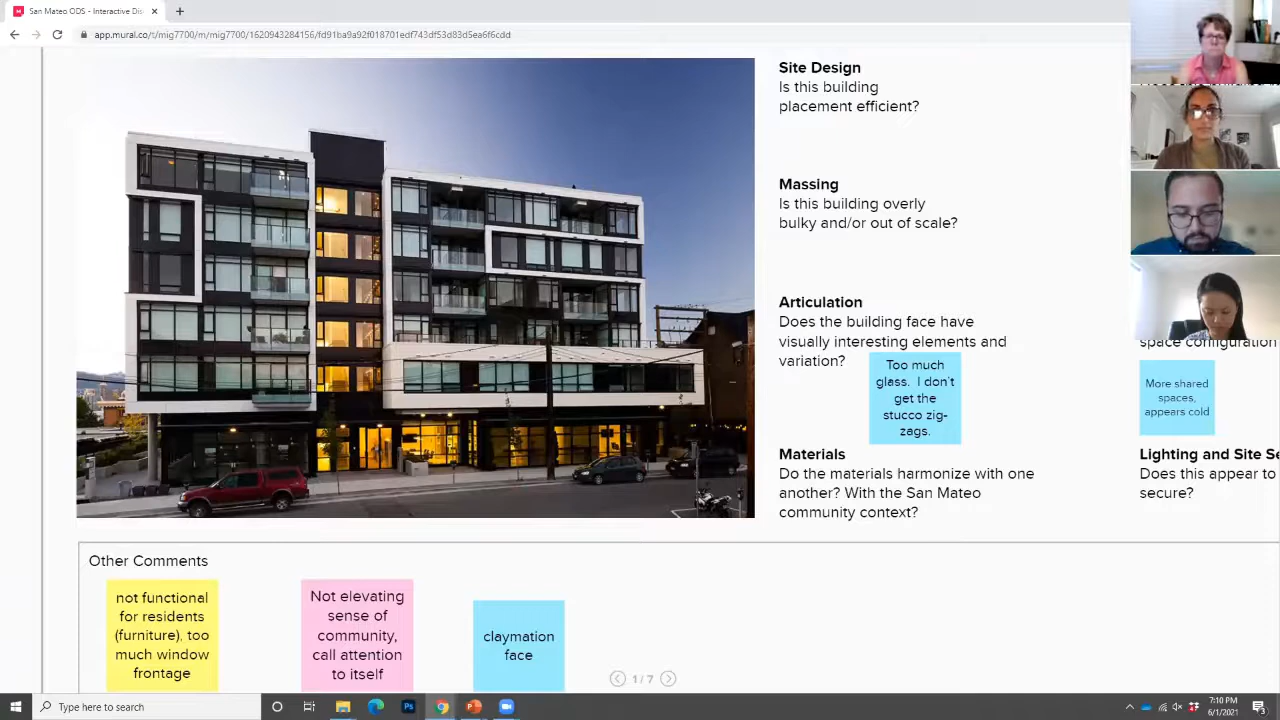 San Mateo ODS - Interactive Dis
app.mural.co/t/mig7700/m/mig7700/1620943284156/fd91ba9a92f018701edf743df53d83d5ea6f6cdd
Site Design
Is this building
placement efficient?
Massing
Is this building overly
bulky and/or out of scale?
Articulation
Does the building face have
visually interesting elements and
variation?
Too much
glass. I don't
get the
stucco zig-
zags.
space configuration
More shared
spaces,
appears cold
Materials
Do the materials harmonize with one
another? With the San Mateo
community context?
Lighting and Site Se
Does this appear to
secure?
Other Comments
not functional
for residents
(furniture), too
much window
frontage
Not elevating
sense of
community,
call attention
to itself
claymation
face
1 / 7
Type here to search
7:10 PM
6/1/2021
3